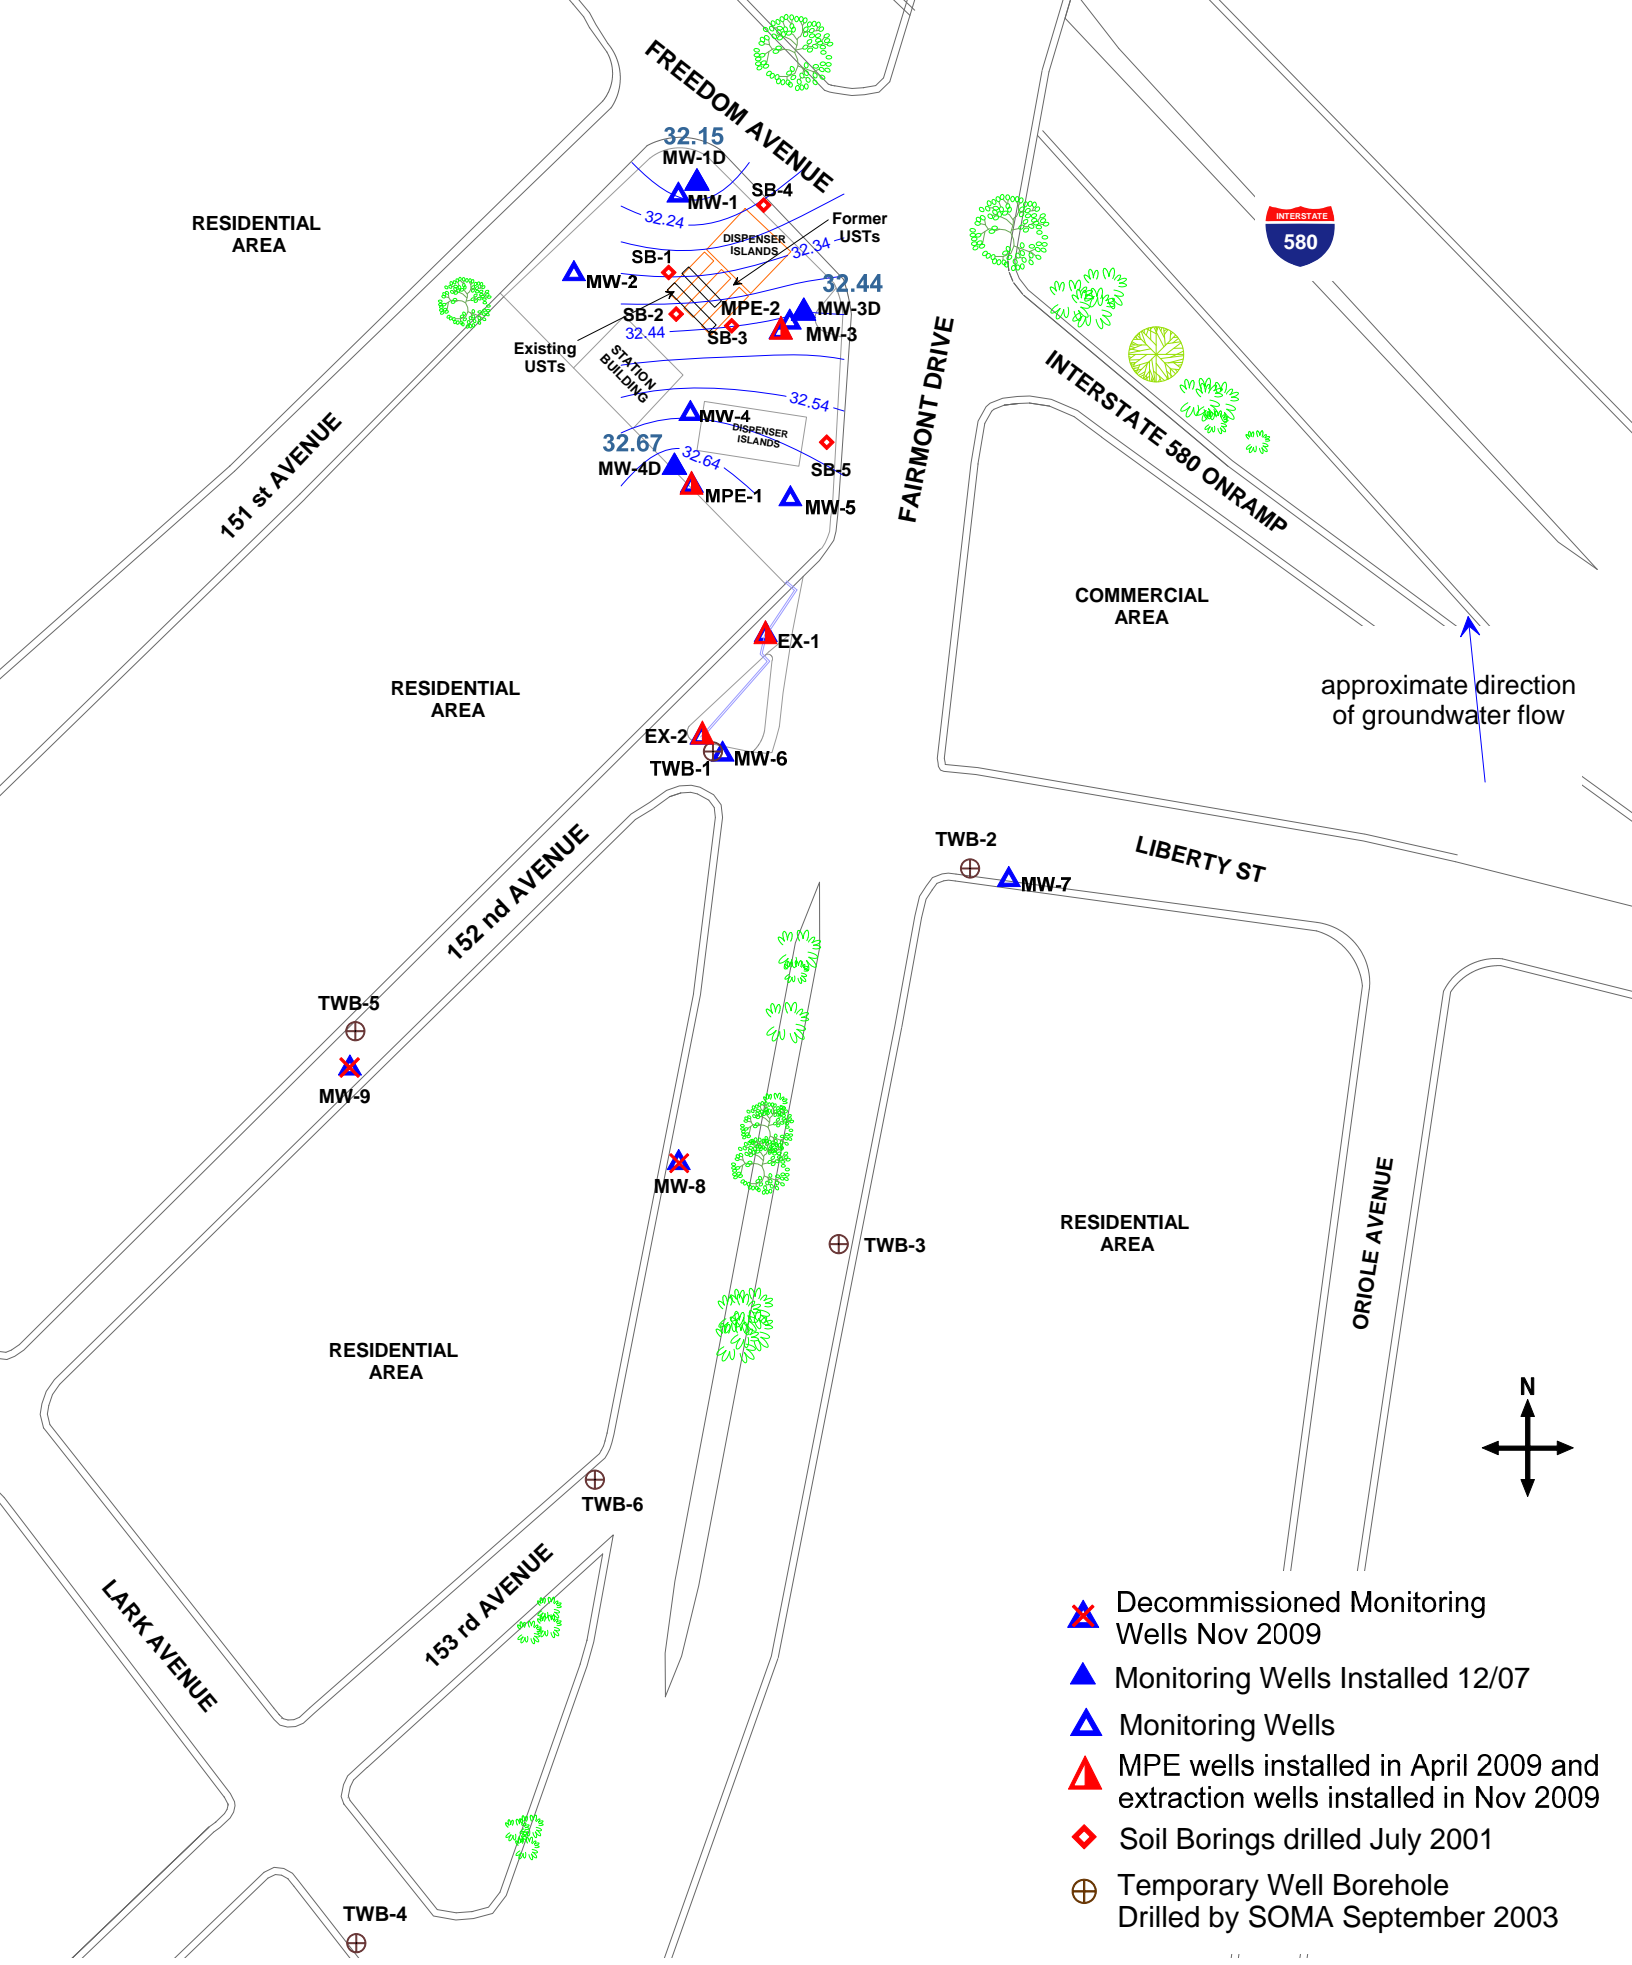 FREEDOM AVENUE
32.15
MW-1D
MW-1
SB-4
32.24
Former
USTs
DISPENSER
ISLANDS
32.34
RESIDENTIAL
AREA
INTERSTATE
580
SB-1
MW-2
32.44
MPE-2
MW-3D
SB-2
32.44
SB-3
MW-3
Existing
USTs
STATION
BUILDING
32.54
MW-4
DISPENSER
ISLANDS
32.67
32.64
MW-4D
SB-5
MPE-1
MW-5
151 st AVENUE
FAIRMONT DRIVE
INTERSTATE 580 ONRAMP
COMMERCIAL
AREA
EX-1
approximate direction
of groundwater flow
RESIDENTIAL
AREA
EX-2
MW-6
TWB-1
152 nd AVENUE
TWB-2
LIBERTY ST
MW-7
TWB-5
MW-9
MW-8
TWB-3
RESIDENTIAL
AREA
ORIOLE AVENUE
RESIDENTIAL
AREA
N
TWB-6
153 rd AVENUE
LARK AVENUE
TWB-4
Decommissioned Monitoring
Wells Nov 2009
Monitoring Wells Installed 12/07
Monitoring Wells
MPE wells installed in April 2009 and
extraction wells installed in Nov 2009
Soil Borings drilled July 2001
Temporary Well Borehole
Drilled by SOMA September 2003